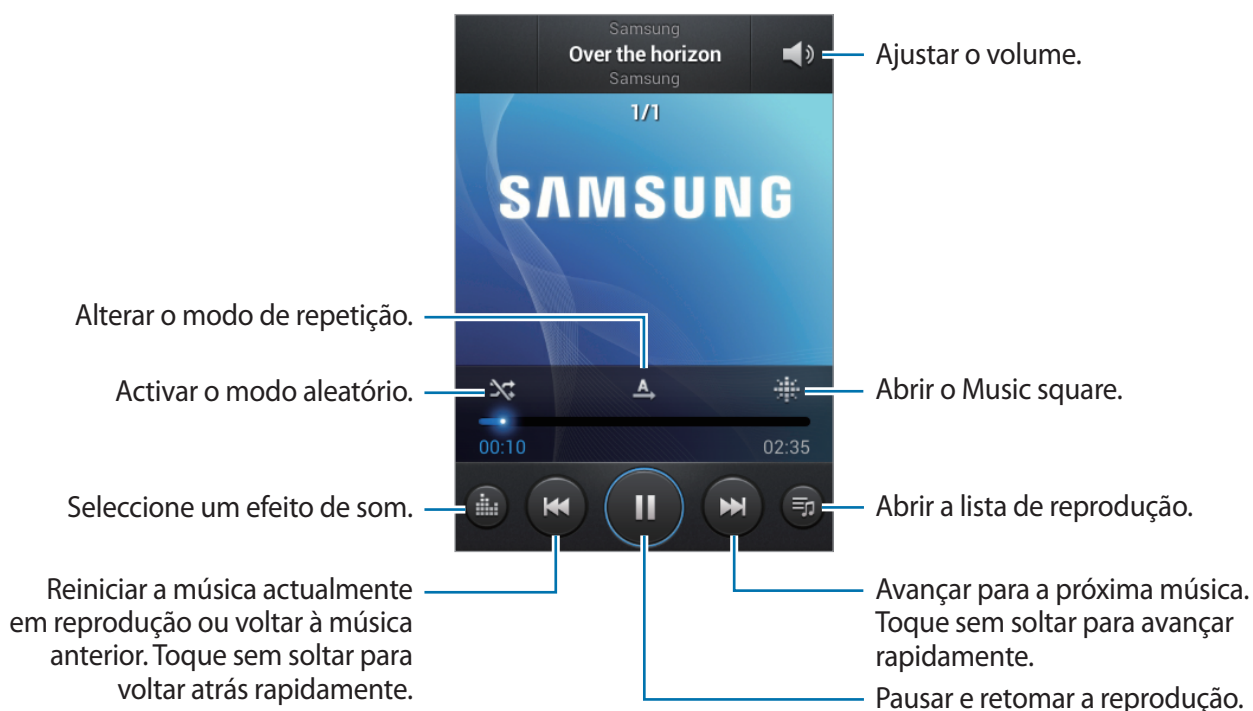 Samsung
Over the horizon
Samsung
Ajustar o volume.
1/1
SAMSUNG
Alterar o modo de repetição.
A
Activar o modo aleatório.
Abrir o Music square.
00:10
02:35
Seleccione um efeito de som.
Abrir a lista de reprodução.
Reiniciar a música actualmente
em reprodução ou voltar à música
anterior. Toque sem soltar para
voltar atrás rapidamente.
Avançar para a próxima música.
Toque sem soltar para avançar
rapidamente.
Pausar e retomar a reprodução.